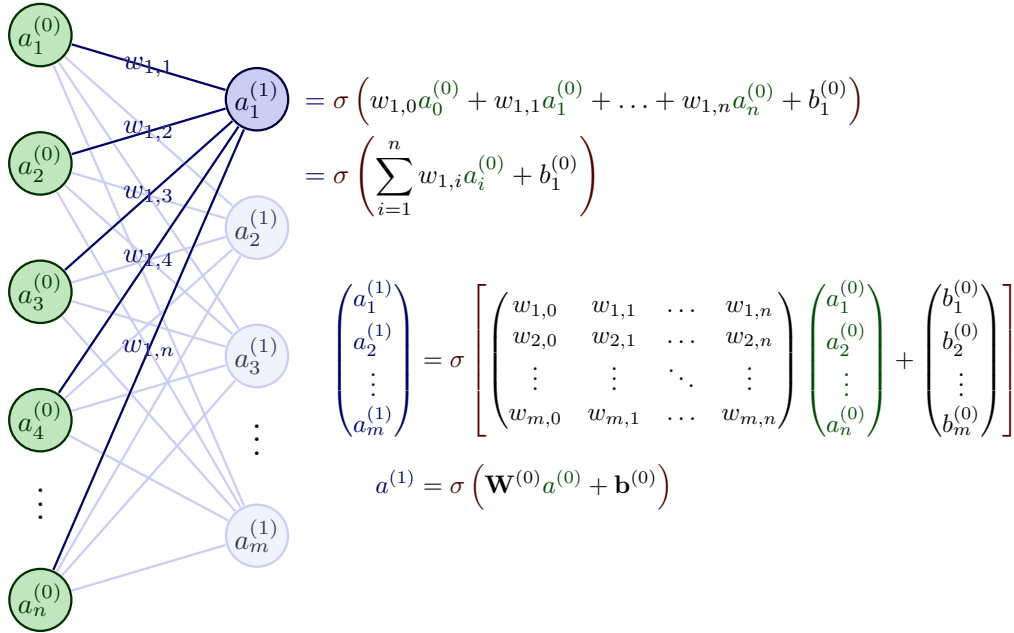 a_1^{(0)}
a_2^{(0)}
a_3^{(0)}
a_4^{(0)}
⋮
a_n^{(0)}
w_{1,1}
w_{1,2}
w_{1,3}
w_{1,4}
w_{1,n}
a_1^{(1)}
a_2^{(1)}
a_3^{(1)}
⋮
a_m^{(1)}
= σ ( w_{1,0} a_0^{(0)} + w_{1,1} a_1^{(0)} + … + w_{1,n} a_n^{(0)} + b_1^{(0)} )
= σ ( ∑_{i=1}^{n} w_{1,i} a_i^{(0)} + b_1^{(0)} )
( a_1^{(1)} a_2^{(1)} ⋮ a_m^{(1)} ) = σ [ ( w_{1,0} w_{1,1} … w_{1,n} w_{2,0} w_{2,1} … w_{2,n} ⋮ ⋮ ⋱ ⋮ w_{m,0} w_{m,1} … w_{m,n} ) ( a_1^{(0)} a_2^{(0)} ⋮ a_n^{(0)} ) + ( b_1^{(0)} b_2^{(0)} ⋮ b_m^{(0)} ) ]
a^{(1)} = σ ( W^{(0)} a^{(0)} + b^{(0)} )